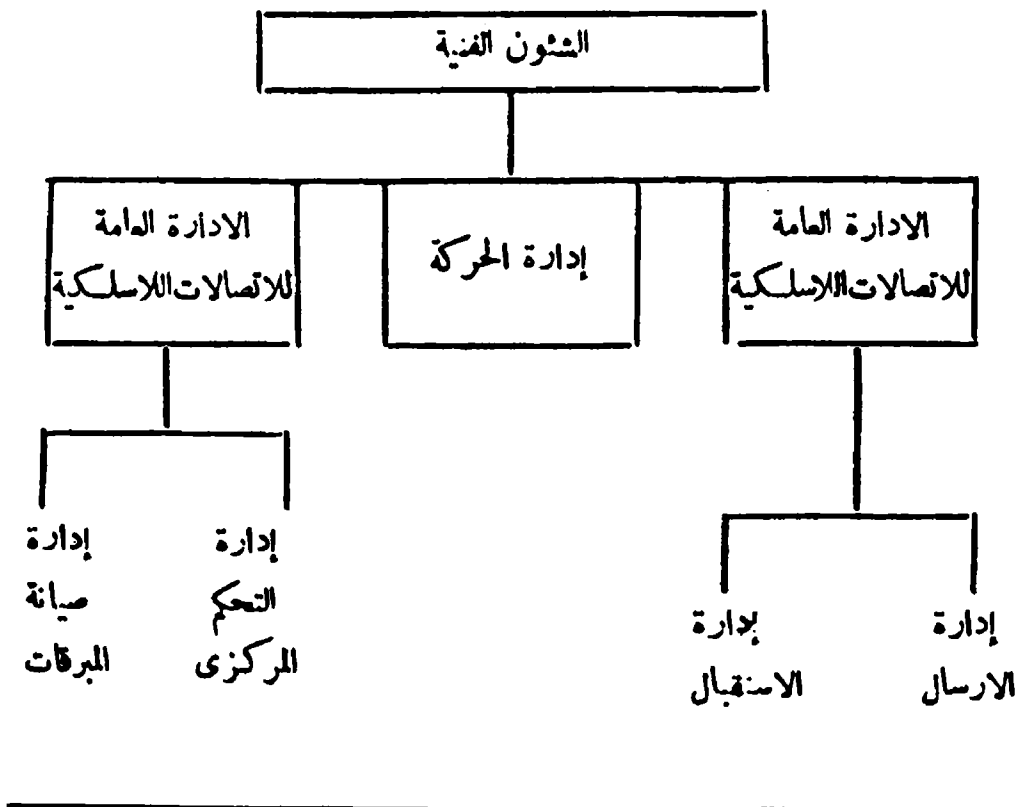 الشئون الفنية
الادارة العامة
للاتصالات اللاسلكية
إدارة الحركة
الادارة العامة
للاتصالات اللاسلكية
إدارة
الارسال
إدارة
الاستقبال
إدارة
التحكم
المركزى
إدارة
صيانة
المبرقات